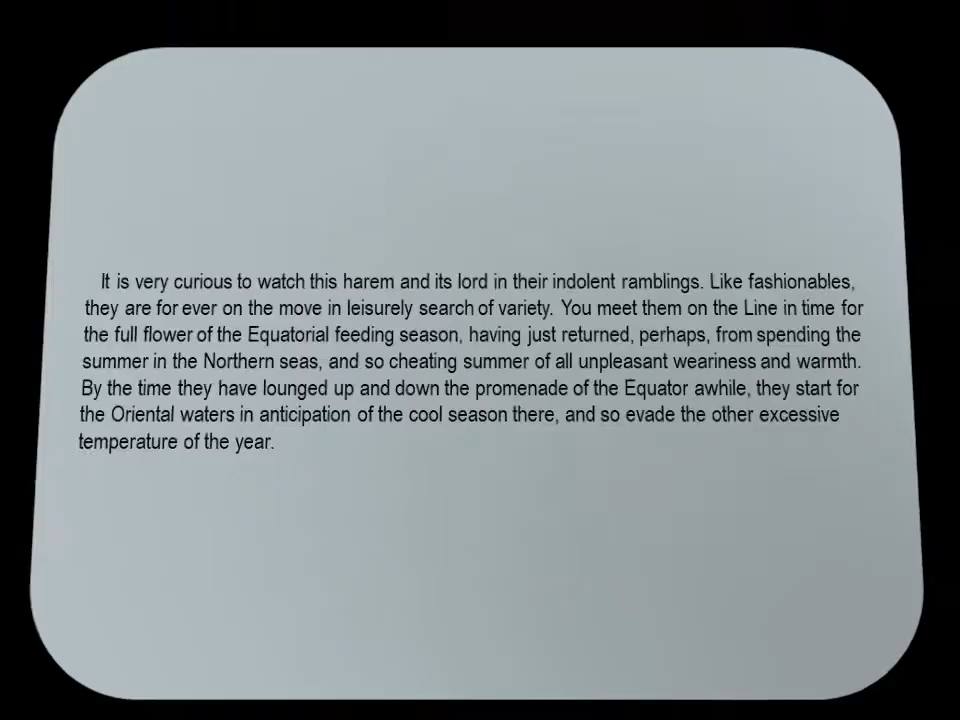 It is very curious to watch this harem and its lord in their indolent ramblings. Like fashionables,
they are for ever on the move in leisurely search of variety. You meet them on the Line in time for
the full flower of the Equatorial feeding season, having just returned, perhaps, from spending the
summer in the Northern seas, and so cheating summer of all unpleasant weariness and warmth.
By the time they have lounged up and down the promenade of the Equator awhile, they start for
the Oriental waters in anticipation of the cool season there, and so evade the other excessive
temperature of the year.